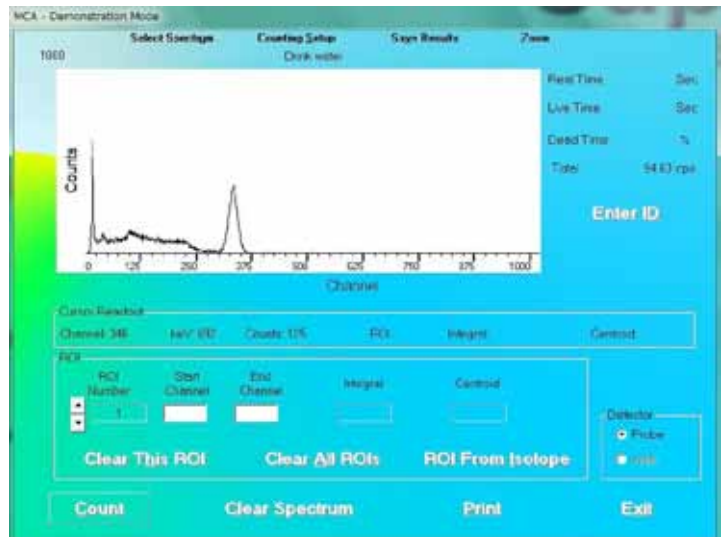 MCA - Demonstration Mode
Select Spectrum Counting Setup Save Results Zoom
1000 Drink water
Real Time Sec
Live Time Sec
Dead Time %
Total 94.63 cps
Enter ID
Counts
0 125 250 375 500 625 750 875 1000
Channel
Cursor Readout
Channel: 346 keV: 692 Counts: 125 ROI: Integral: Centroid:
ROI
ROI Number Start Channel End Channel Integral Centroid
1
Clear This ROI Clear All ROIs ROI From Isotope
Detector
Probe
Count Clear Spectrum Print Exit